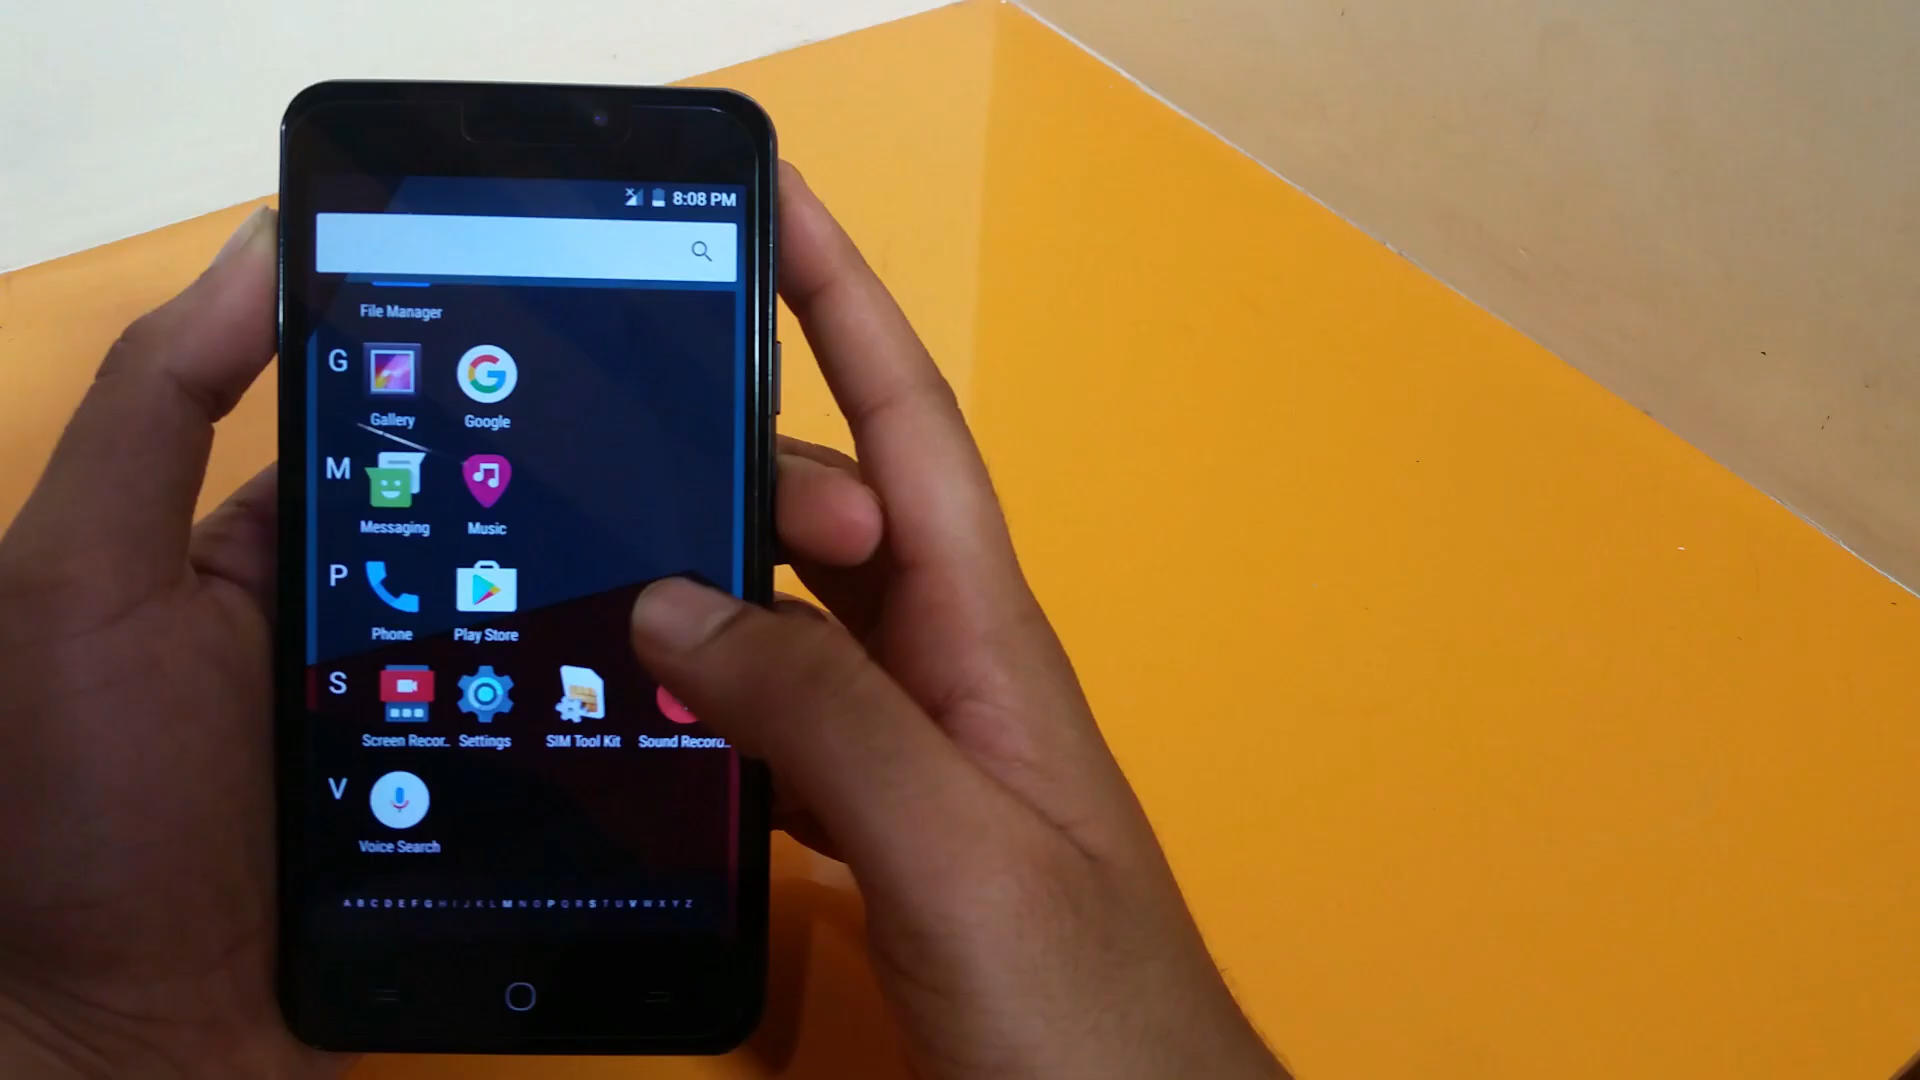 8:08 PM
File Manager
G
Gallery Google
M
Messaging Music
P
Phone Play Store
S
Screen Recor.. Settings SIM Tool Kit Sound Recora..
V
Voice Search
A B C D E F G H I J K L M N O P Q R S T U V W X Y Z